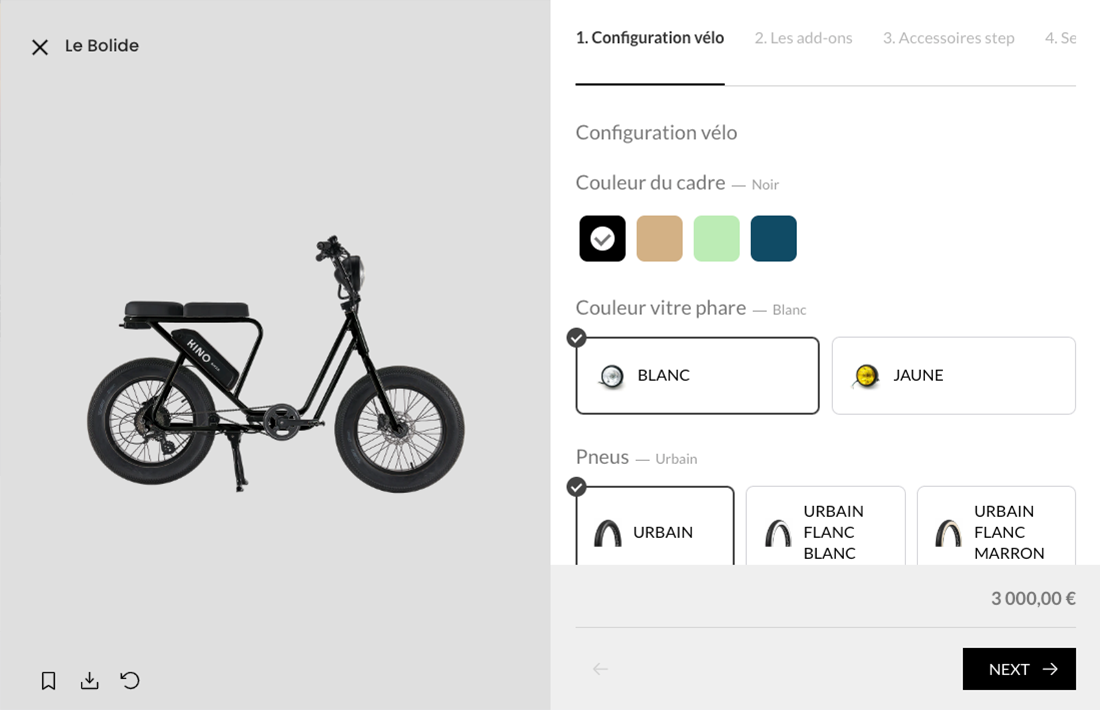 Le Bolide
KINO
1. Configuration vélo
2. Les add-ons
3. Accessoires step
4. Se
Configuration vélo
Couleur du cadre — Noir
Couleur vitre phare — Blanc
BLANC
JAUNE
Pneus — Urbain
URBAIN
URBAIN
FLANC
BLANC
URBAIN
FLANC
MARRON
3 000,00 €
NEXT